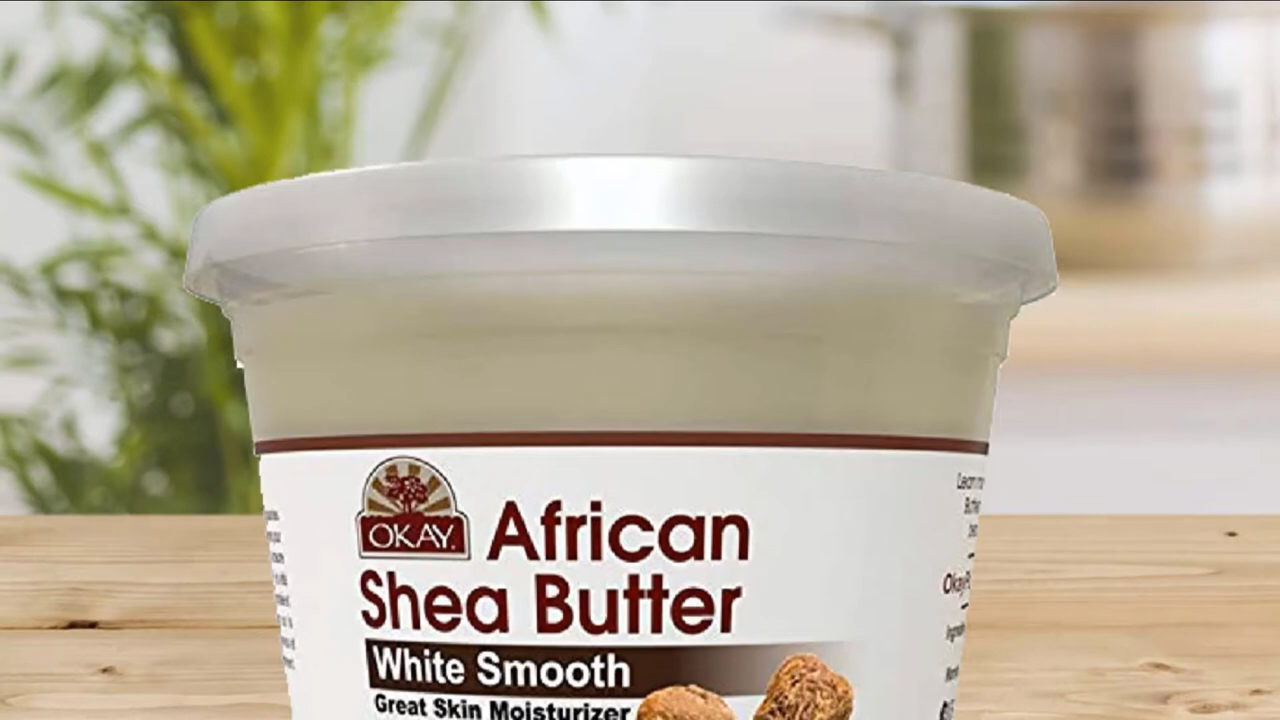 OKAY.
African
Shea Butter
White Smooth
Great Skin Moisturizer